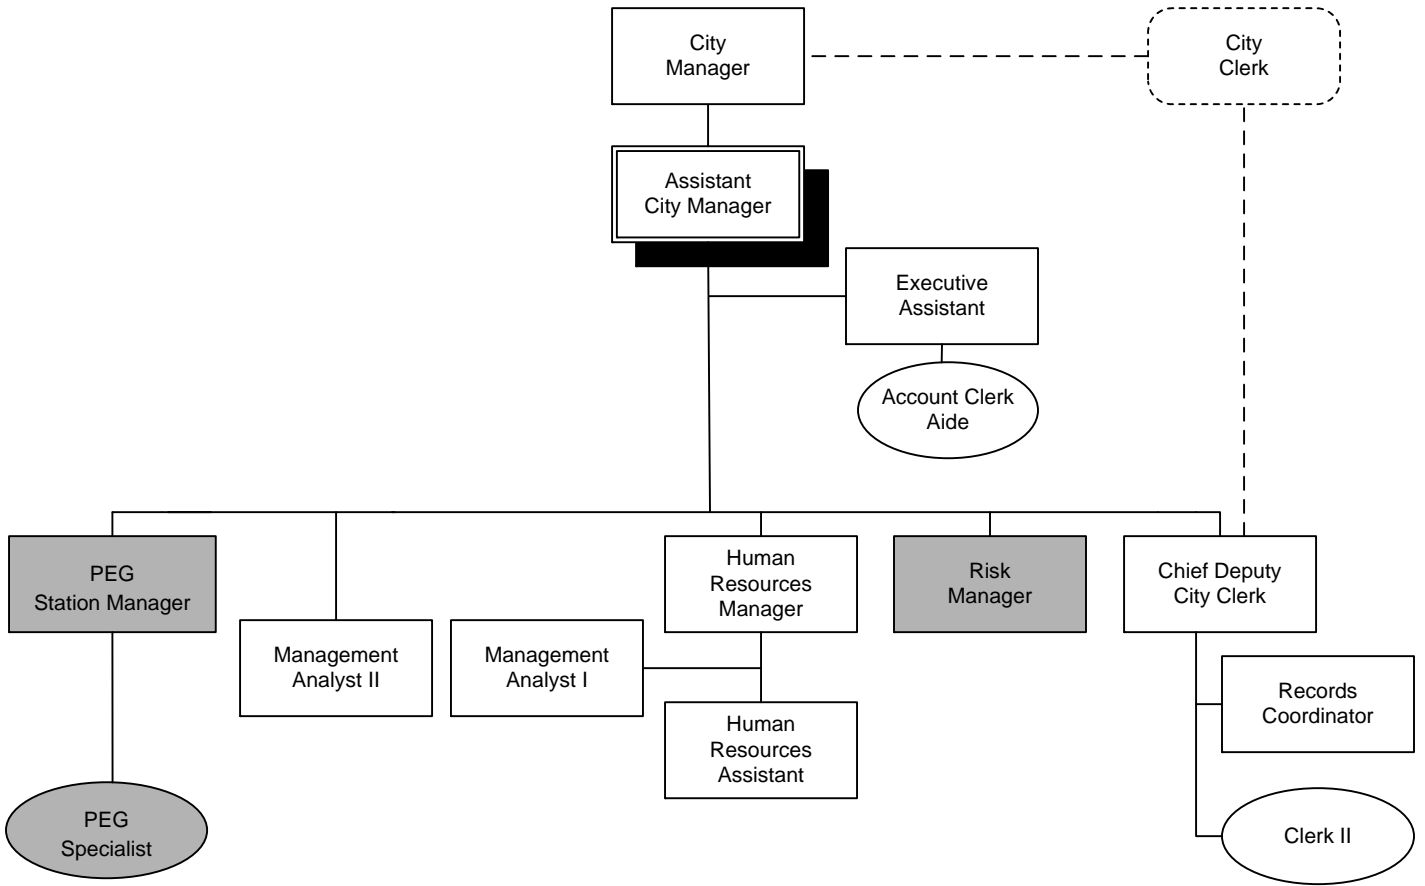 City
Manager
City
Clerk
Assistant
City Manager
Executive
Assistant
Account Clerk
Aide
PEG
Station Manager
Human
Resources
Manager
Risk
Manager
Chief Deputy
City Clerk
Management
Analyst II
Management
Analyst I
Records
Coordinator
Human
Resources
Assistant
PEG
Specialist
Clerk II